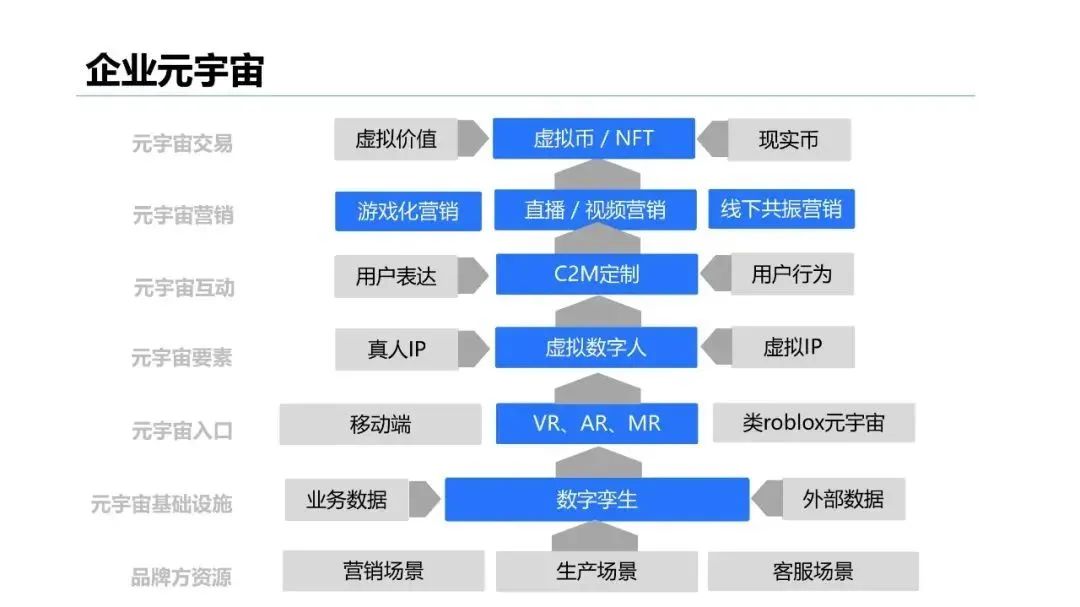 企业元宇宙
元宇宙交易 虚拟价值 虚拟币 / NFT 现实币
元宇宙营销 游戏化营销 直播 / 视频营销 线下共振营销
元宇宙互动 用户表达 C2M定制 用户行为
元宇宙要素 真人IP 虚拟数字人 虚拟IP
元宇宙入口 移动端 VR、AR、MR 类roblox元宇宙
元宇宙基础设施 业务数据 数字孪生 外部数据
品牌方资源 营销场景 生产场景 客服场景